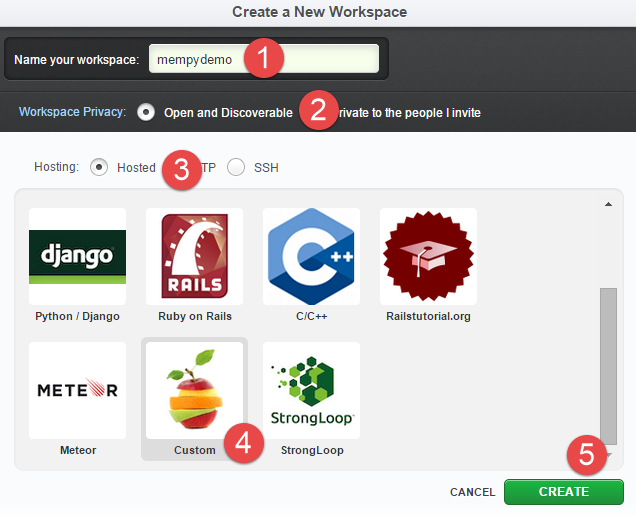 Create a New Workspace
Name your workspace: mempydemo 1
Workspace Privacy: Open and Discoverable 2 rivate to the people I invite
Hosting: Hosted 3 TP SSH
django RAILS C++
Python / Django Ruby on Rails C/C++ Railstutorial.org
METEOR StrongLoop
Meteor Custom 4 StrongLoop
5
CANCEL CREATE